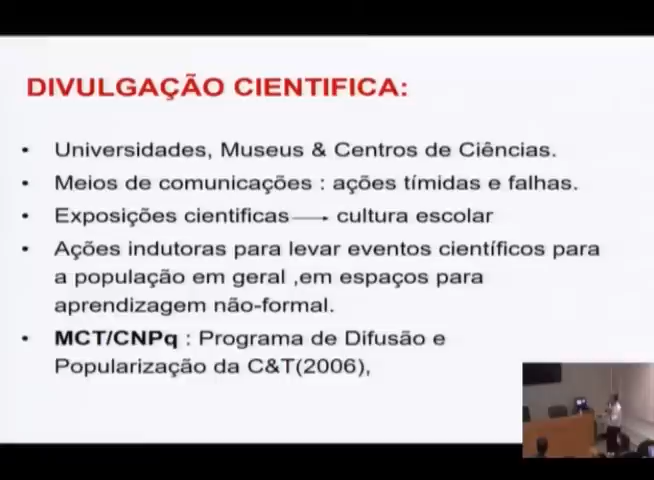 DIVULGAÇÃO CIENTIFICA:
• Universidades, Museus & Centros de Ciências.
• Meios de comunicações : ações tímidas e falhas.
• Exposições cientificas → cultura escolar
• Ações indutoras para levar eventos científicos para
a população em geral ,em espaços para
aprendizagem não-formal.
• MCT/CNPq : Programa de Difusão e
Popularização da C&T(2006),